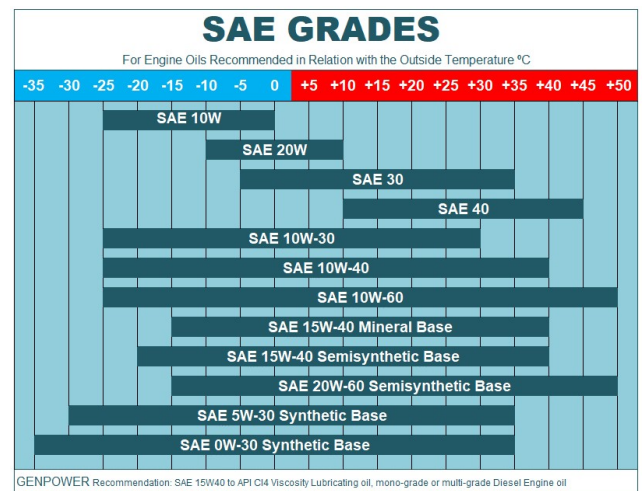 SAE GRADES
For Engine Oils Recommended in Relation with the Outside Temperature ºC
-35 -30 -25 -20 -15 -10 -5 0 +5 +10 +15 +20 +25 +30 +35 +40 +45 +50
SAE 10W
SAE 20W
SAE 30
SAE 40
SAE 10W-30
SAE 10W-40
SAE 10W-60
SAE 15W-40 Mineral Base
SAE 15W-40 Semisynthetic Base
SAE 20W-60 Semisynthetic Base
SAE 5W-30 Synthetic Base
SAE 0W-30 Synthetic Base
GENPOWER Recommendation: SAE 15W40 to API CI4 Viscosity Lubricating oil, mono-grade or multi-grade Diesel Engine oil